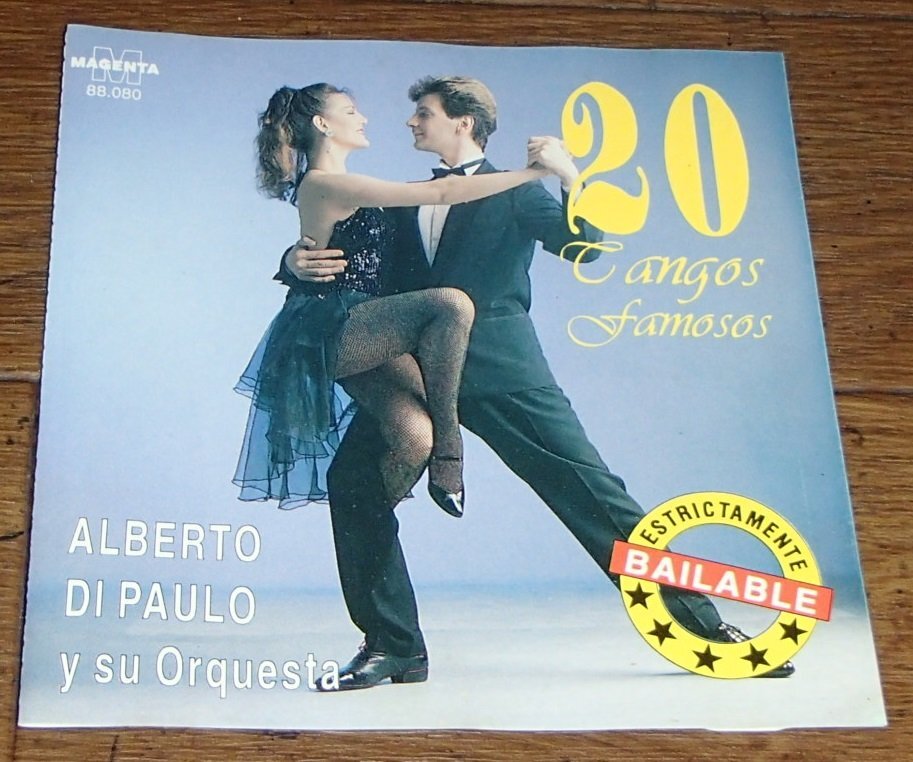 M
MAGENTA
88.080
20
Tangos
famosos
ALBERTO
DI PAULO
y su Orquesta
ESTRICTAMENTE
BAILABLE